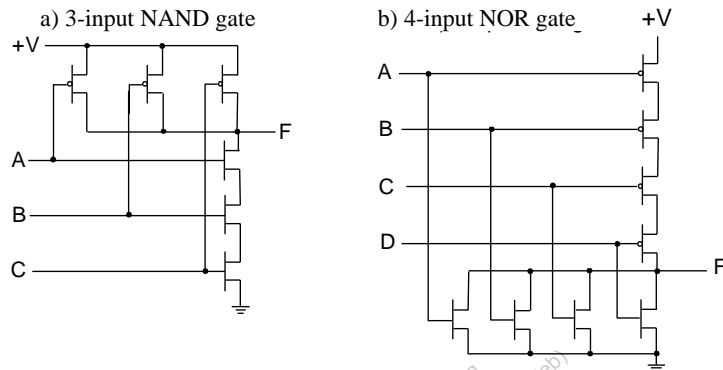 a) 3-input NAND gate
+V
F
A
B
C
b) 4-input NOR gate
+V
A
B
C
D
F